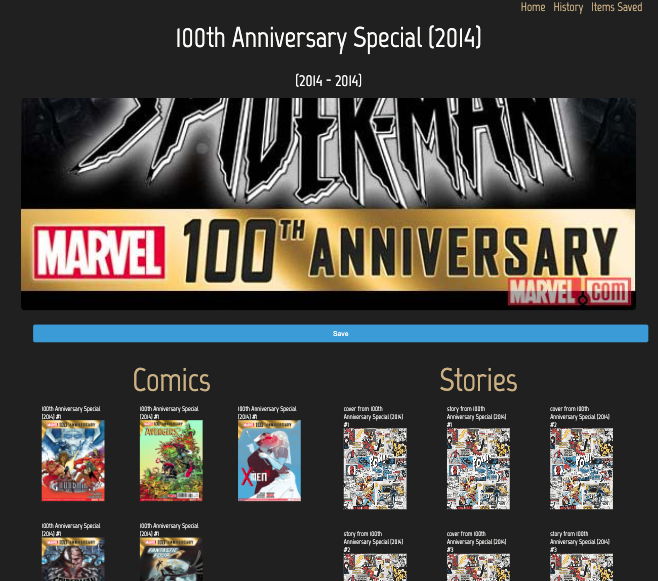 Home History Items Saved
100th Anniversary Special (2014)
(2014 - 2014)
SPIDER-MAN
MARVEL 100TH ANNIVERSARY
MARVEL.com
Save
Comics
Stories
100th Anniversary Special
(2014) #1
100th Anniversary Special
(2014) #1
100th Anniversary Special
(2014) #1
cover from 100th
Anniversary Special (2014)
#1
story from 100th
Anniversary Special (2014)
#1
cover from 100th
Anniversary Special (2014)
#2
AVENGERS
X-MEN
100th Anniversary Special
(2014) #1
100th Anniversary Special
(2014) #1
story from 100th
Anniversary Special (2014)
#2
cover from 100th
Anniversary Special (2014)
#3
story from 100th
Anniversary Special (2014)
#3
FANTASTIC FOUR